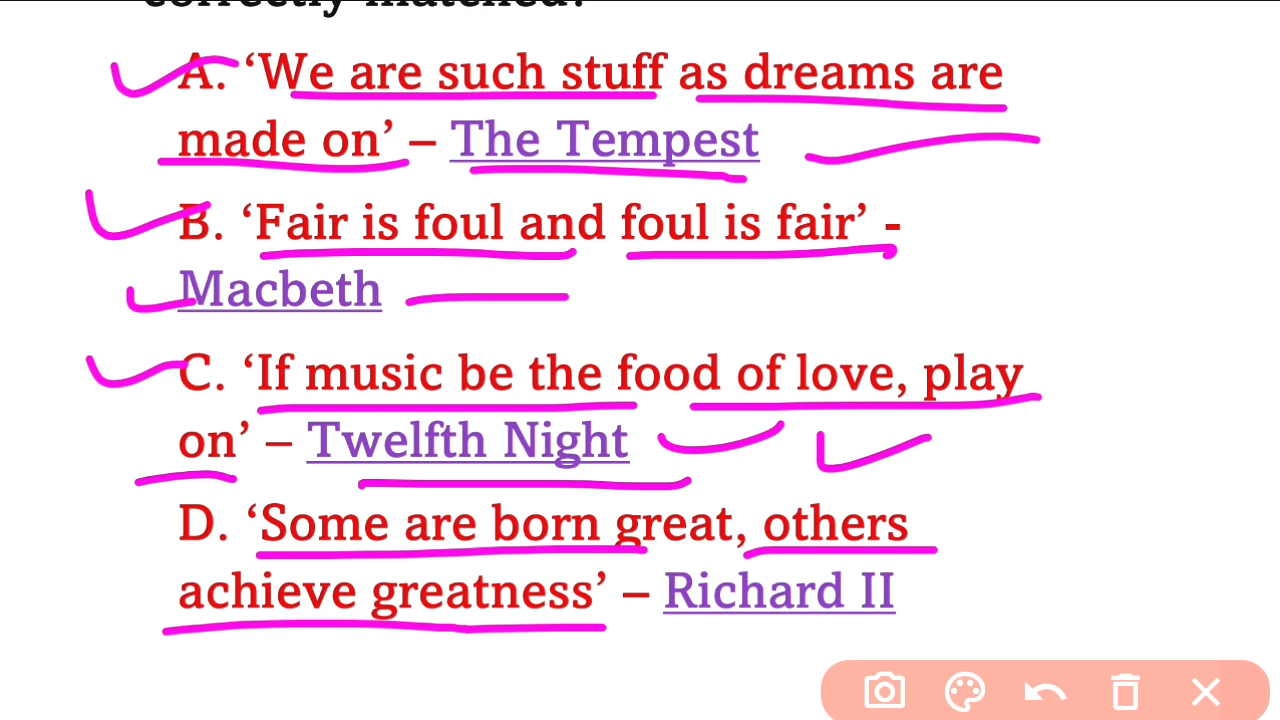 correctly matched?
A. ‘We are such stuff as dreams are
made on’ – The Tempest
B. ‘Fair is foul and foul is fair’ -
Macbeth
C. ‘If music be the food of love, play
on’ – Twelfth Night
D. ‘Some are born great, others
achieve greatness’ – Richard II